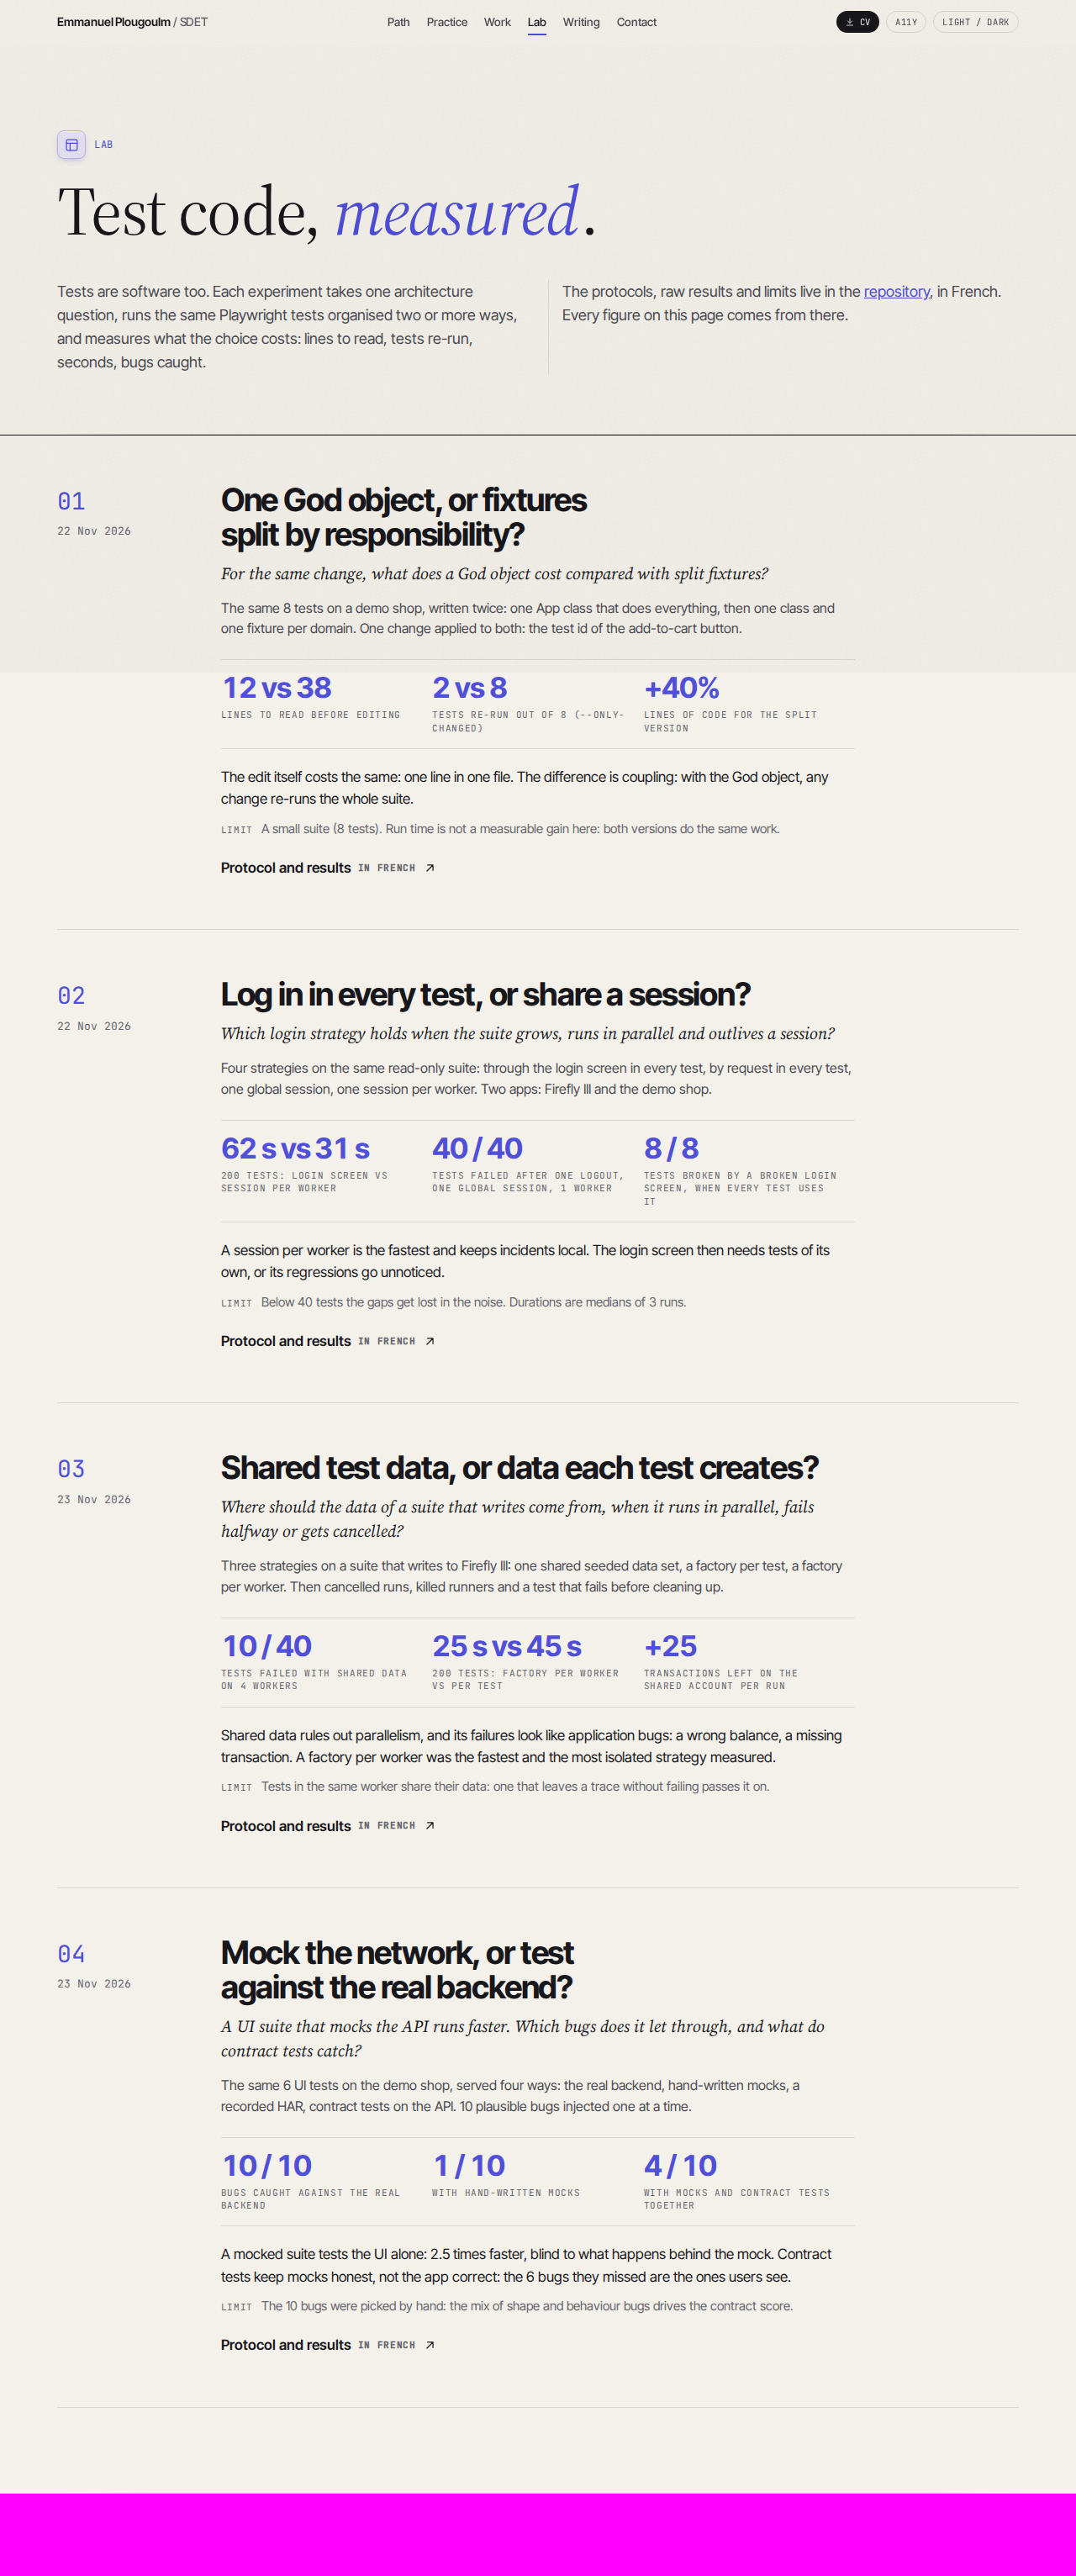 Emmanuel Plougoulm / SDET
Path Practice Work Lab Writing Contact
CV A11Y LIGHT / DARK
LAB
Test code, measured.
Tests are software too. Each experiment takes one architecture
question, runs the same Playwright tests organised two or more ways,
and measures what the choice costs: lines to read, tests re-run,
seconds, bugs caught.
The protocols, raw results and limits live in the repository, in French.
Every figure on this page comes from there.
01
22 Nov 2026
One God object, or fixtures
split by responsibility?
For the same change, what does a God object cost compared with split fixtures?
The same 8 tests on a demo shop, written twice: one App class that does everything, then one class and
one fixture per domain. One change applied to both: the test id of the add-to-cart button.
12 vs 38
LINES TO READ BEFORE EDITING
2 vs 8
TESTS RE-RUN OUT OF 8 (--ONLY-
CHANGED)
+40%
LINES OF CODE FOR THE SPLIT
VERSION
The edit itself costs the same: one line in one file. The difference is coupling: with the God object, any
change re-runs the whole suite.
LIMIT A small suite (8 tests). Run time is not a measurable gain here: both versions do the same work.
Protocol and results IN FRENCH
02
22 Nov 2026
Log in in every test, or share a session?
Which login strategy holds when the suite grows, runs in parallel and outlives a session?
Four strategies on the same read-only suite: through the login screen in every test, by request in every test,
one global session, one session per worker. Two apps: Firefly III and the demo shop.
62 s vs 31 s
200 TESTS: LOGIN SCREEN VS
SESSION PER WORKER
40 / 40
TESTS FAILED AFTER ONE LOGOUT,
ONE GLOBAL SESSION, 1 WORKER
8 / 8
TESTS BROKEN BY A BROKEN LOGIN
SCREEN, WHEN EVERY TEST USES
IT
A session per worker is the fastest and keeps incidents local. The login screen then needs tests of its
own, or its regressions go unnoticed.
LIMIT Below 40 tests the gaps get lost in the noise. Durations are medians of 3 runs.
Protocol and results IN FRENCH
03
23 Nov 2026
Shared test data, or data each test creates?
Where should the data of a suite that writes come from, when it runs in parallel, fails
halfway or gets cancelled?
Three strategies on a suite that writes to Firefly III: one shared seeded data set, a factory per test, a factory
per worker. Then cancelled runs, killed runners and a test that fails before cleaning up.
10 / 40
TESTS FAILED WITH SHARED DATA
ON 4 WORKERS
25 s vs 45 s
200 TESTS: FACTORY PER WORKER
VS PER TEST
+25
TRANSACTIONS LEFT ON THE
SHARED ACCOUNT PER RUN
Shared data rules out parallelism, and its failures look like application bugs: a wrong balance, a missing
transaction. A factory per worker was the fastest and the most isolated strategy measured.
LIMIT Tests in the same worker share their data: one that leaves a trace without failing passes it on.
Protocol and results IN FRENCH
04
23 Nov 2026
Mock the network, or test
against the real backend?
A UI suite that mocks the API runs faster. Which bugs does it let through, and what do
contract tests catch?
The same 6 UI tests on the demo shop, served four ways: the real backend, hand-written mocks, a
recorded HAR, contract tests on the API. 10 plausible bugs injected one at a time.
10 / 10
BUGS CAUGHT AGAINST THE REAL
BACKEND
1 / 10
WITH HAND-WRITTEN MOCKS
4 / 10
WITH MOCKS AND CONTRACT TESTS
TOGETHER
A mocked suite tests the UI alone: 2.5 times faster, blind to what happens behind the mock. Contract
tests keep mocks honest, not the app correct: the 6 bugs they missed are the ones users see.
LIMIT The 10 bugs were picked by hand: the mix of shape and behaviour bugs drives the contract score.
Protocol and results IN FRENCH